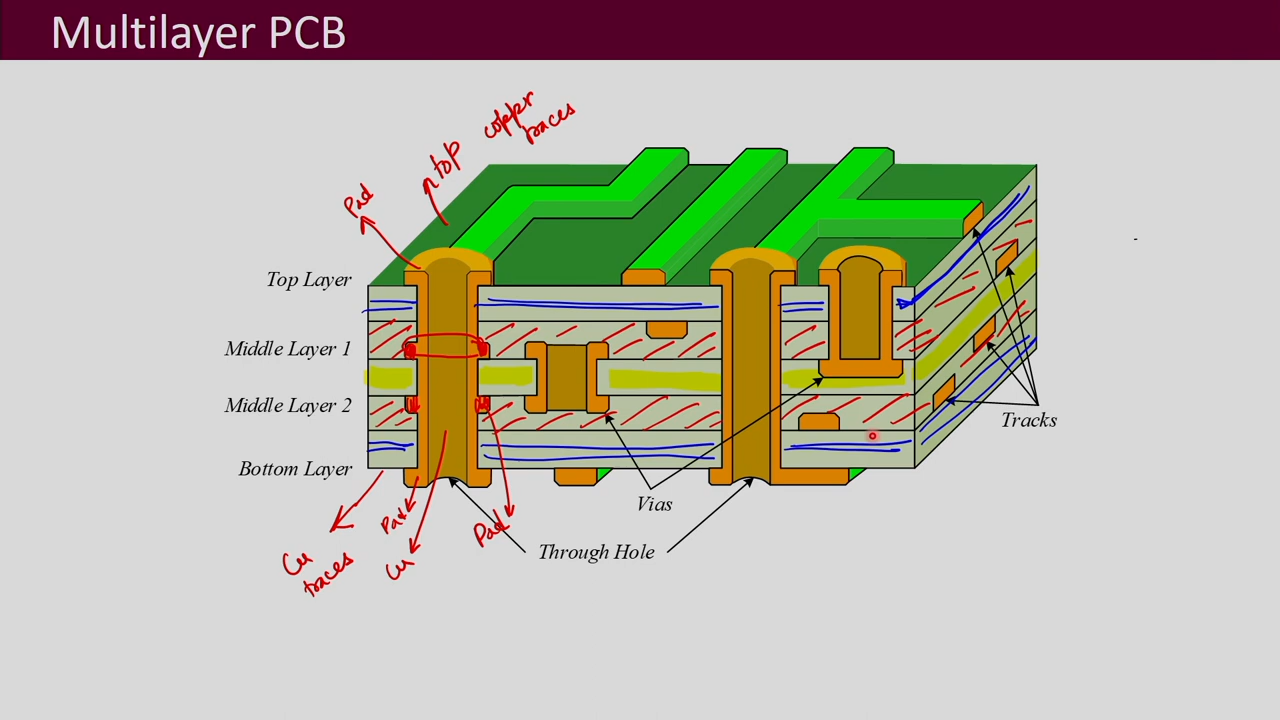 Multilayer PCB
copper
traces
top
Pad
Top Layer
Middle Layer 1
Middle Layer 2
Tracks
Bottom Layer
Vias
Pad
Pad
Through Hole
Cu
traces
Cu